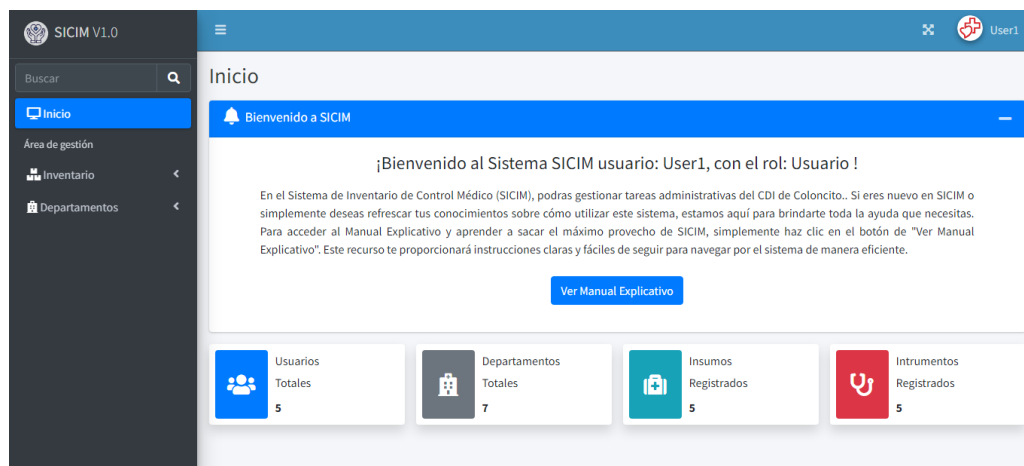 SICIM V1.0
User1
Buscar
Inicio
Área de gestión
Inventario
Departamentos
Inicio
Bienvenido a SICIM
¡Bienvenido al Sistema SICIM usuario: User1, con el rol: Usuario !
En el Sistema de Inventario de Control Médico (SICIM), podras gestionar tareas administrativas del CDI de Coloncito.. Si eres nuevo en SICIM o
simplemente deseas refrescar tus conocimientos sobre cómo utilizar este sistema, estamos aquí para brindarte toda la ayuda que necesitas.
Para acceder al Manual Explicativo y aprender a sacar el máximo provecho de SICIM, simplemente haz clic en el botón de "Ver Manual
Explicativo". Este recurso te proporcionará instrucciones claras y fáciles de seguir para navegar por el sistema de manera eficiente.
Ver Manual Explicativo
Usuarios
Totales
5
Departamentos
Totales
7
Insumos
Registrados
5
Intrumentos
Registrados
5